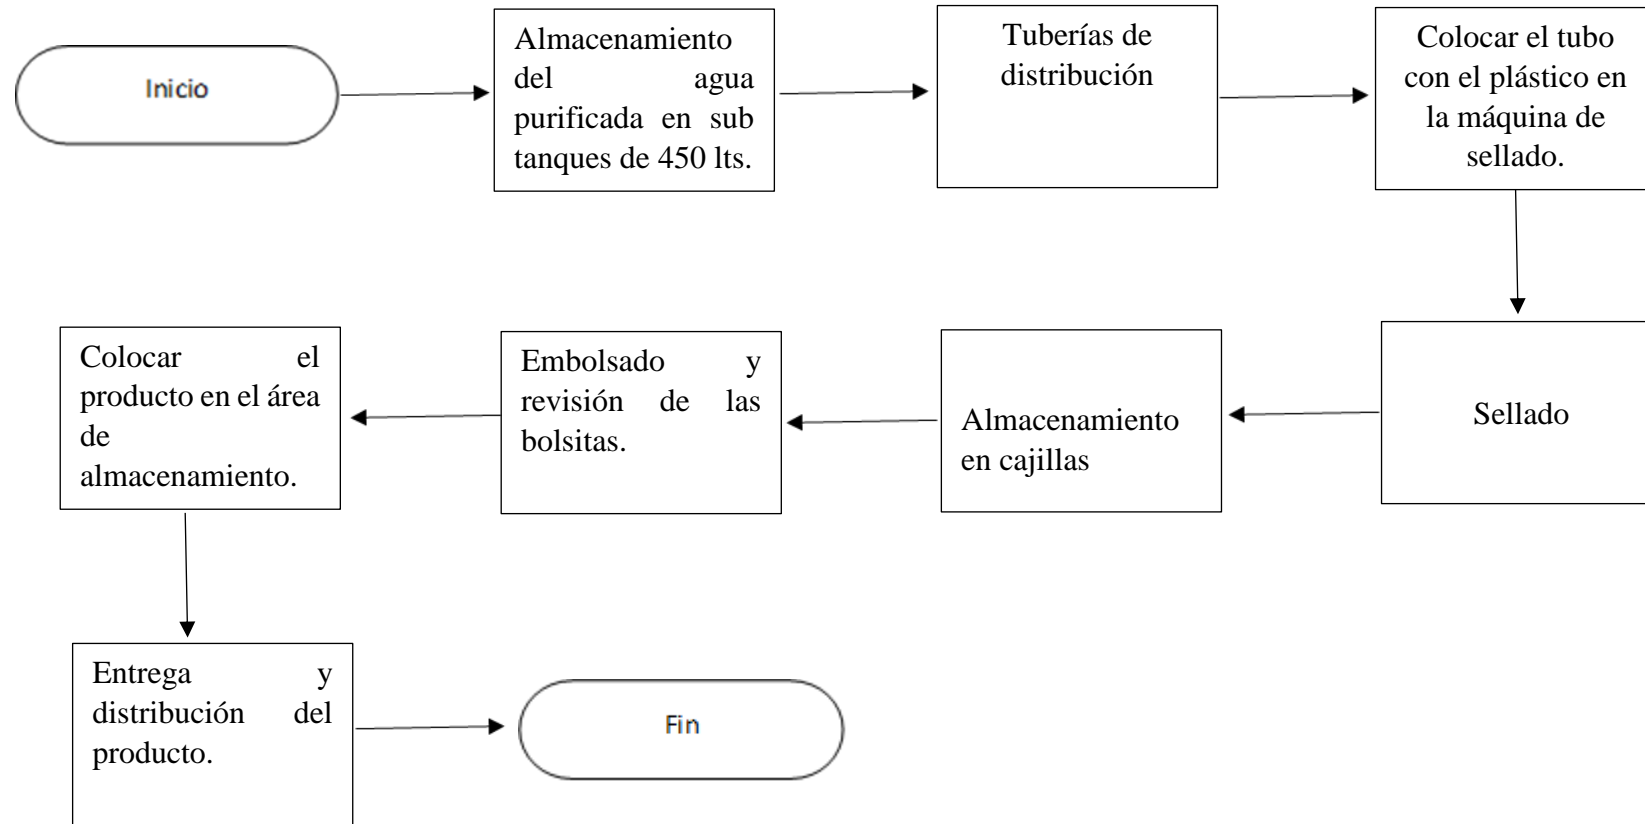 Inicio
Almacenamiento
del agua
purificada en sub
tanques de 450 lts.
Tuberías de
distribución
Colocar el tubo
con el plástico en
la máquina de
sellado.
Sellado
Almacenamiento
en cajillas
Embolsado y
revisión de las
bolsitas.
Colocar el
producto en el área
de
almacenamiento.
Entrega y
distribución del
producto.
Fin